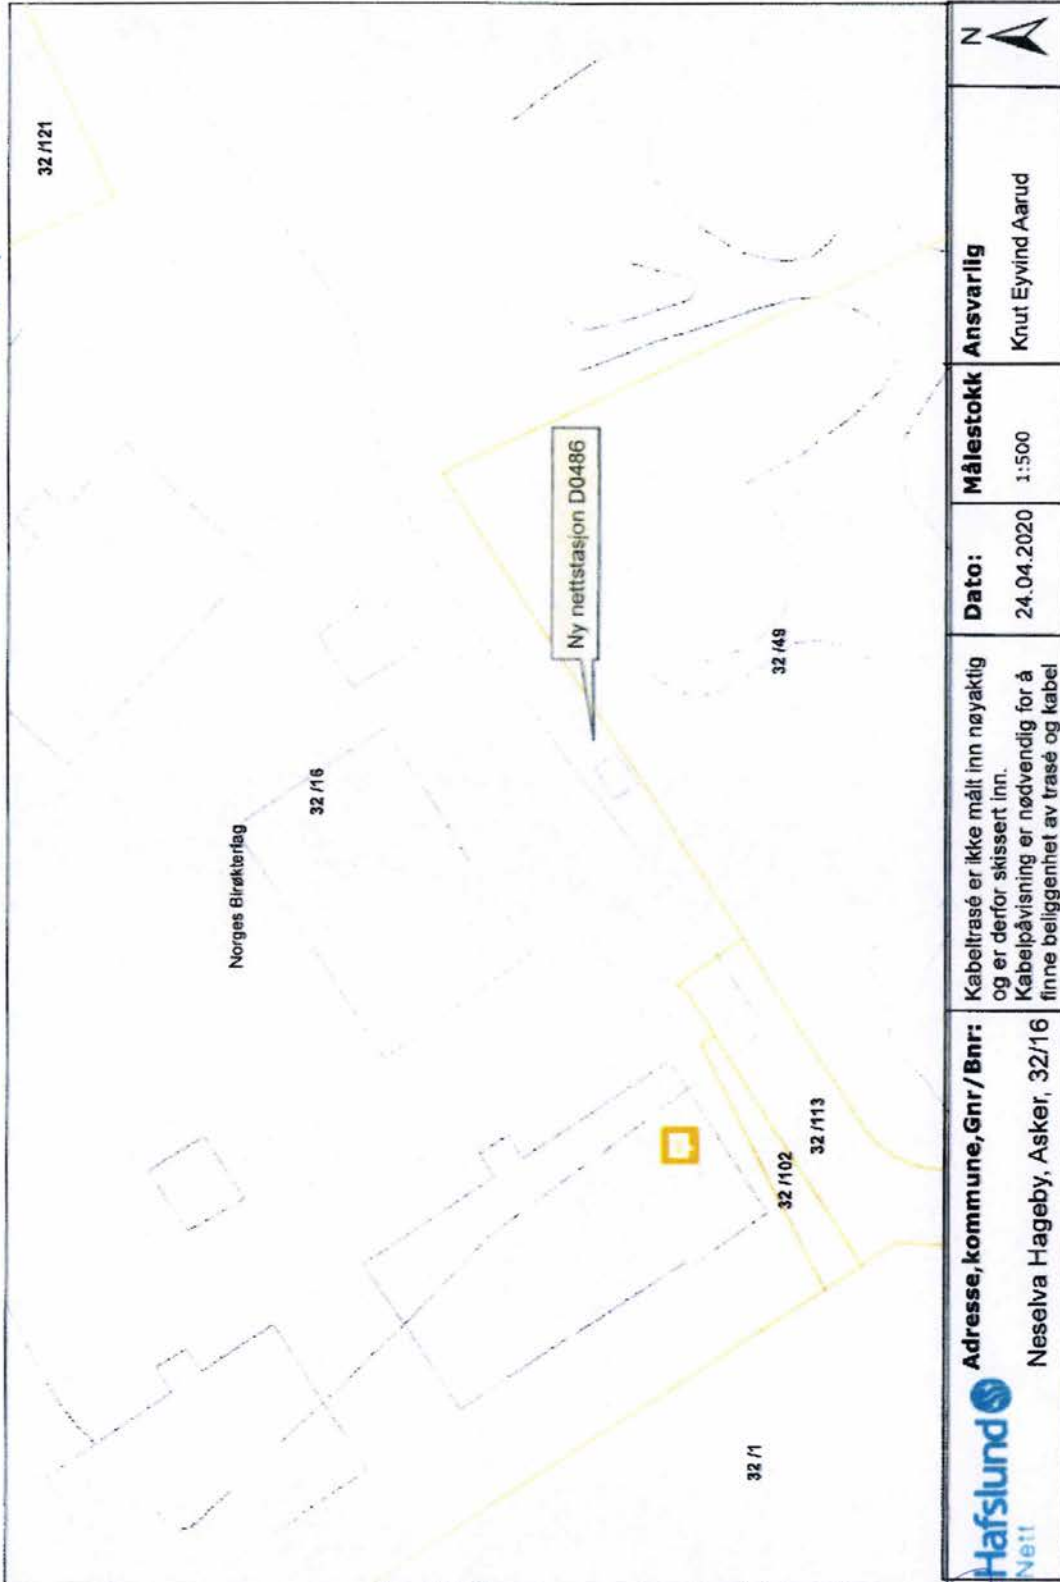 32 /121
Norges Birøkterlag
32 /16
Ny nettstasjon D0486
32 /49
32 /113
32 /102
32 /1
Hafslund
Nett
Adresse,kommune,Gnr/Bnr:
Neselva Hageby, Asker, 32/16
Kabeltrasé er ikke målt inn nøyaktig
og er derfor skissert inn.
Kabelpåvisning er nødvendig for å
finne beliggenhet av trasé og kabel
Dato:
24.04.2020
Målestokk
1:500
Ansvarlig
Knut Eyvind Aarud
N